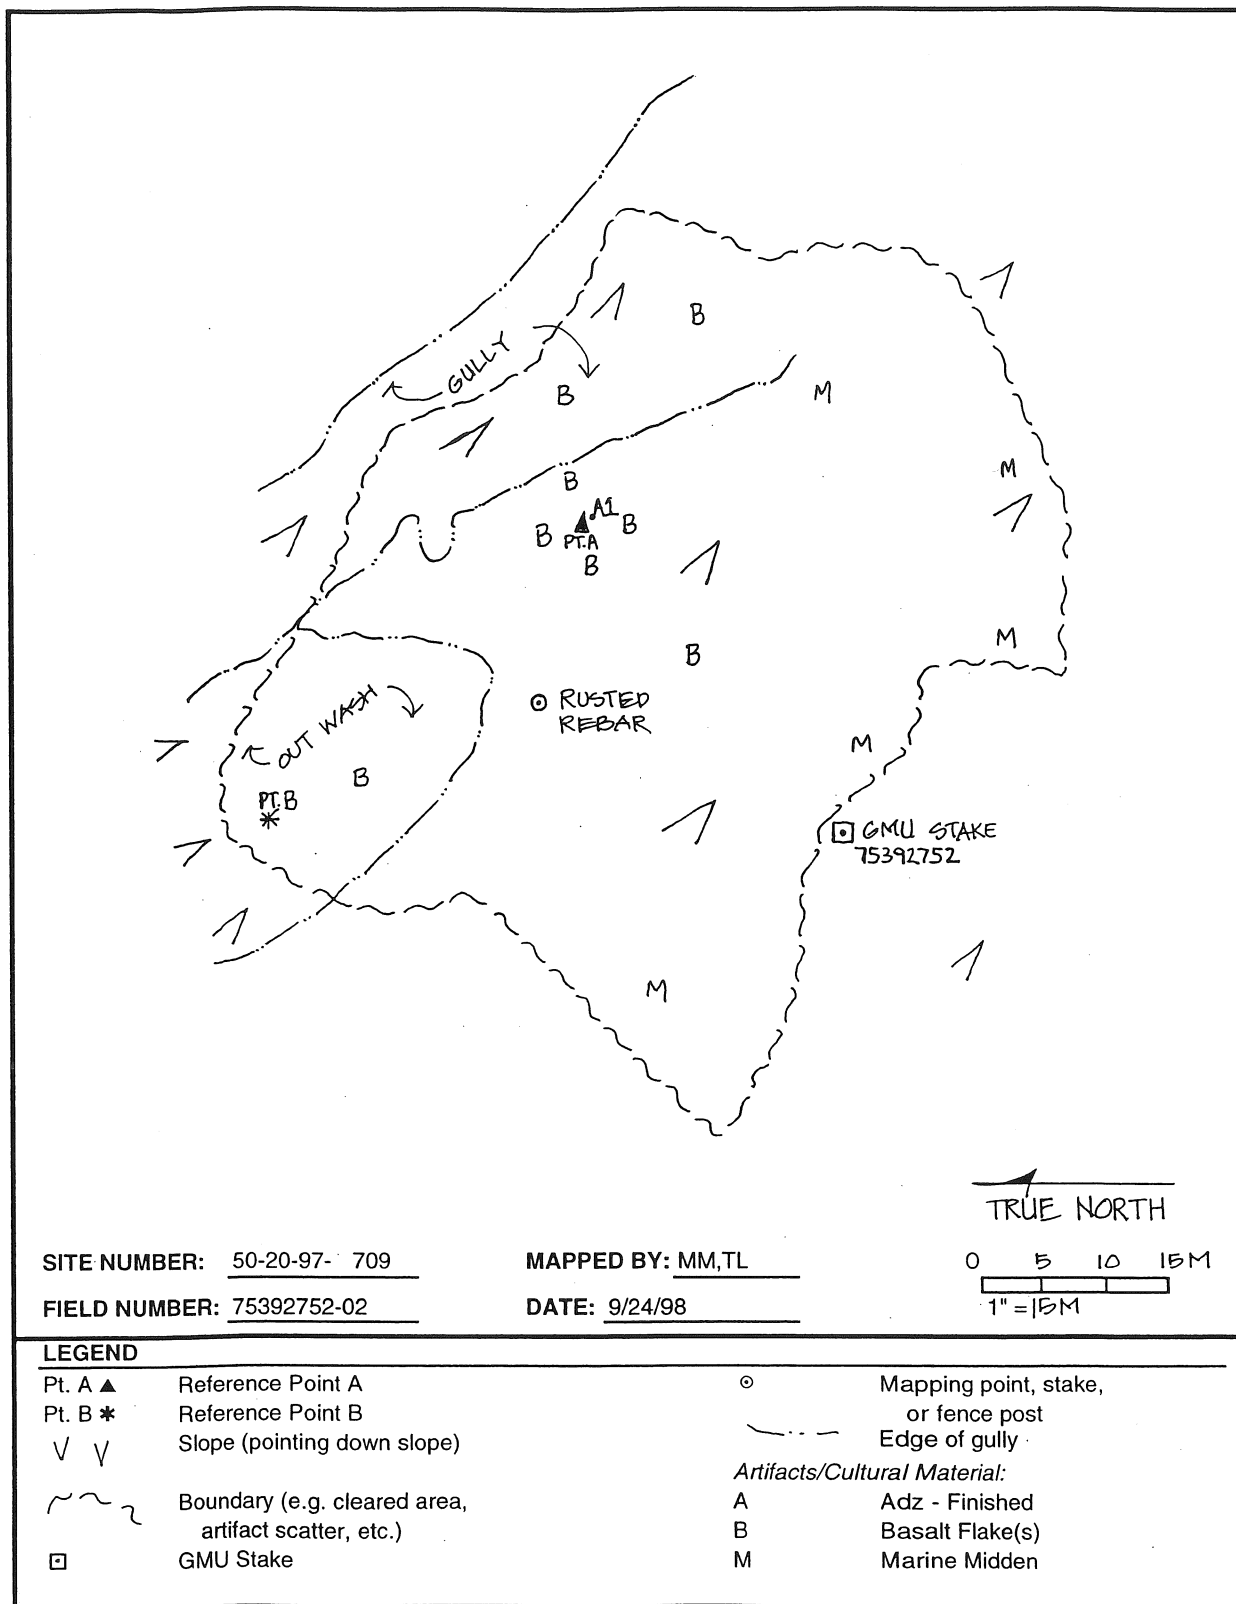 B
GULLY
M
B
M
B
A1
B
B
PT.A
B
M
B
RUSTED
REBAR
OUT WASH
M
B
PT. B
GMU STAKE
75392752
M
TRUE NORTH
SITE NUMBER: 50-20-97- 709
MAPPED BY: MM,TL
0 5 10 15M
FIELD NUMBER: 75392752-02
DATE: 9/24/98
1" = 15M
LEGEND
Pt. A ▲ Reference Point A
Pt. B ✱ Reference Point B
Slope (pointing down slope)
Boundary (e.g. cleared area,
artifact scatter, etc.)
GMU Stake
Mapping point, stake,
or fence post
Edge of gully
Artifacts/Cultural Material:
A Adz - Finished
B Basalt Flake(s)
M Marine Midden